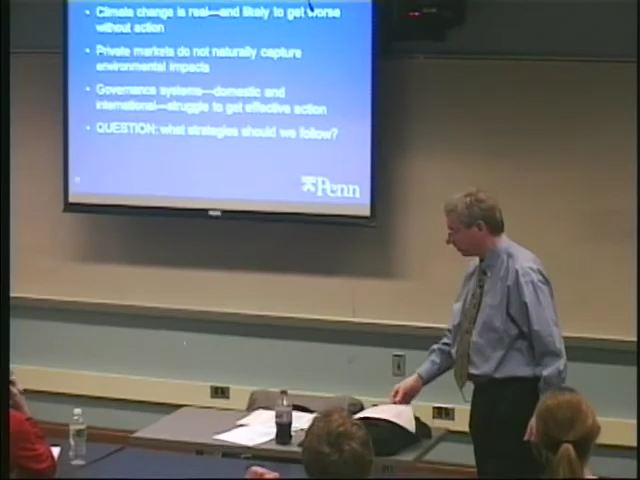 • Climate change is real—and likely to get worse
without action
• Private markets do not naturally capture
environmental impacts
• Governance systems—domestic and
international—struggle to get effective action
• QUESTION: what strategies should we follow?
Penn